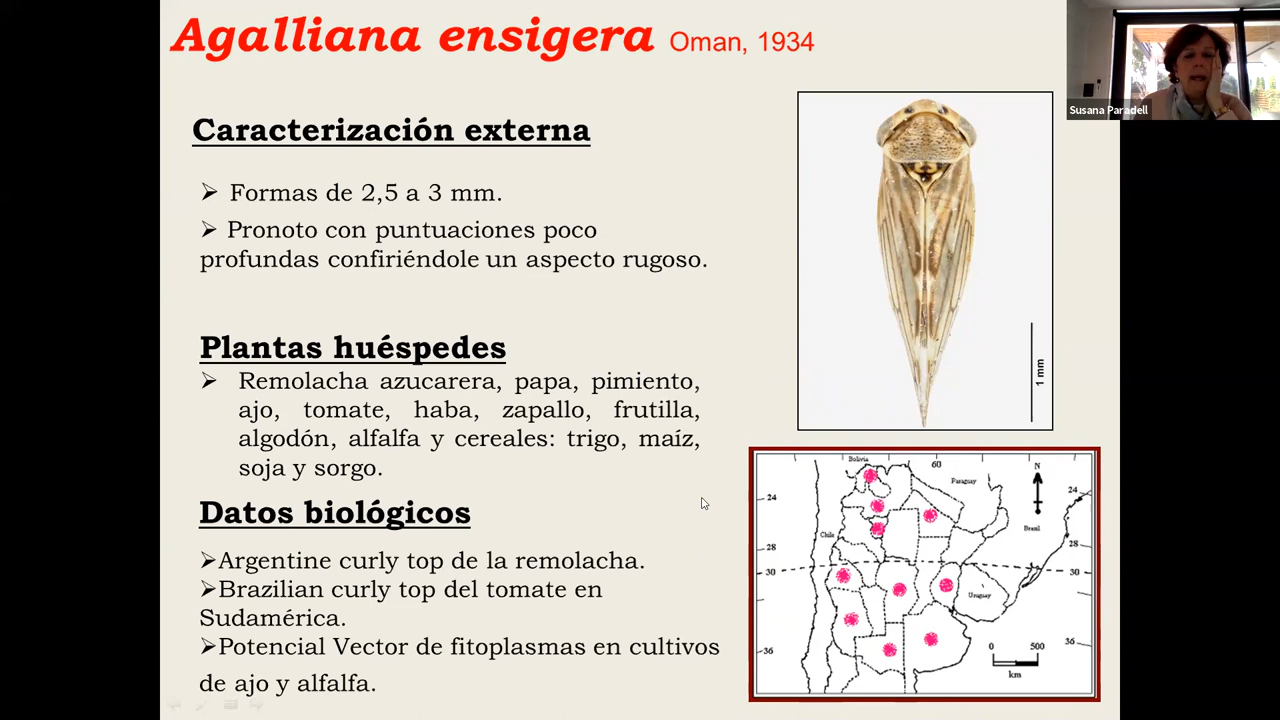 Agalliana ensigera Oman, 1934
Susana Paradell
Caracterización externa
➢ Formas de 2,5 a 3 mm.
➢ Pronoto con puntuaciones poco
profundas confiriéndole un aspecto rugoso.
Plantas huéspedes
➢ Remolacha azucarera, papa, pimiento,
ajo, tomate, haba, zapallo, frutilla,
algodón, alfalfa y cereales: trigo, maíz,
soja y sorgo.
Datos biológicos
➢Argentine curly top de la remolacha.
➢Brazilian curly top del tomate en
Sudamérica.
➢Potencial Vector de fitoplasmas en cultivos
de ajo y alfalfa.
1 mm
Bolivia
60
Paraguay
N
24
24
Chile
Brasil
28
28
30
30
Uruguay
36
36
0 500
km